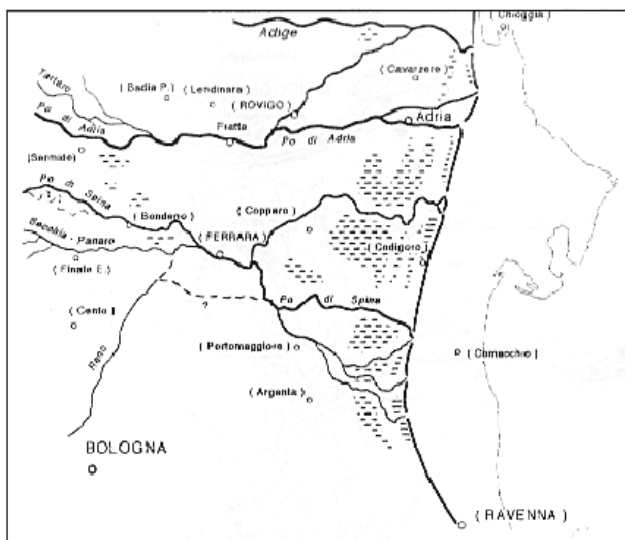 ( Chioggia )
Adige
( Cavarzere )
Tartaro
( Badia P. )
( Lendinara )
( ROVIGO )
Adria
Po di Adria
Fratta
Po di Adria
(Sermide)
Po di Spina
( Bondeno )
( Copparo )
( Codigoro )
Secchia - Panaro
( FERRARA )
( Finale E. )
?
Po di Spina
( Cento )
Reno
( Portomaggiore )
( Comacchio )
( Argenta )
BOLOGNA
( RAVENNA )